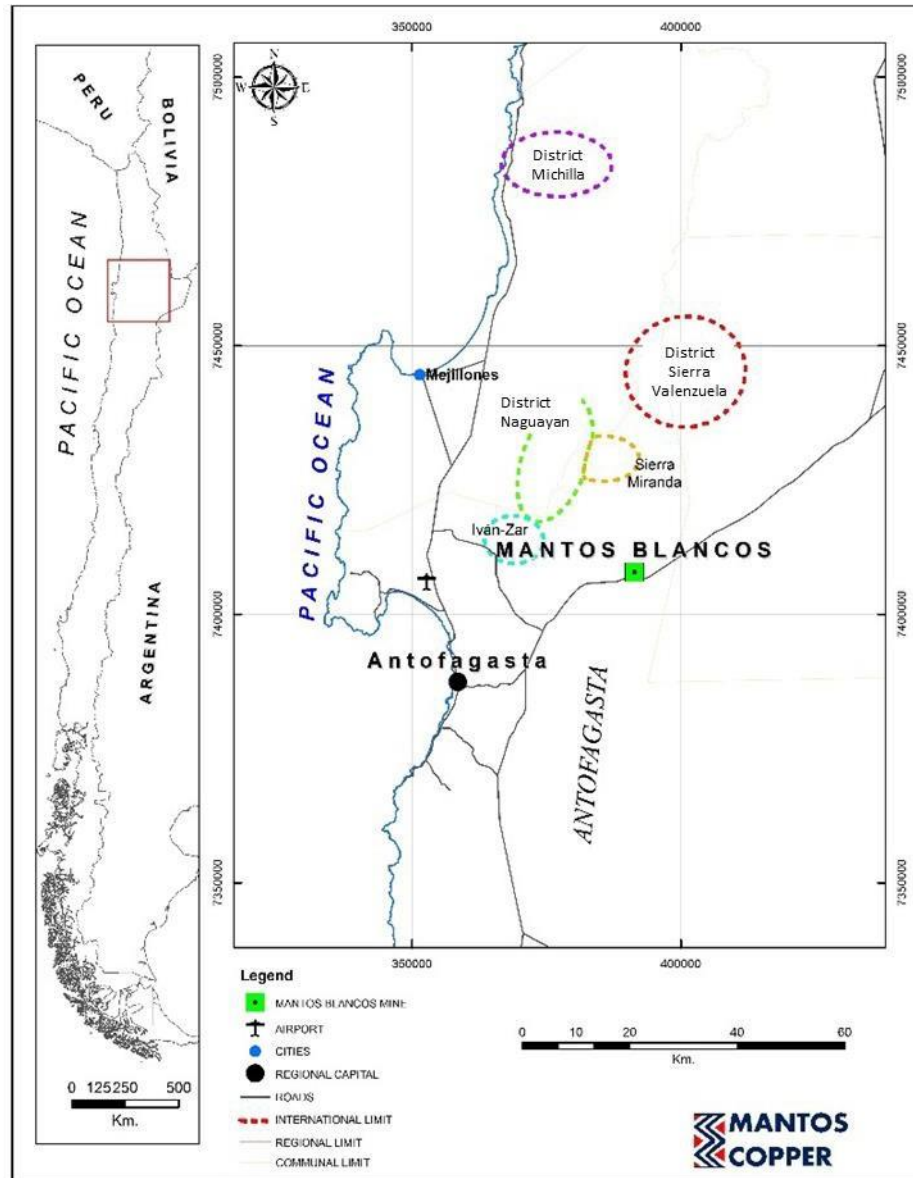 350000
400000
7500000
7500000
N
W
E
S
PERU
BOLIVIA
PACIFIC OCEAN
ARGENTINA
District
Michilla
7450000
7450000
District
Sierra
Valenzuela
Mejillones
District
Naguayan
Sierra
Miranda
PACIFIC OCEAN
Iván-Zar
MANTOS BLANCOS
7400000
7400000
Antofagasta
ANTOFAGASTA
7350000
7350000
350000
400000
Legend
MANTOS BLANCOS MINE
AIRPORT
CITIES
REGIONAL CAPITAL
ROADS
INTERNATIONAL LIMIT
REGIONAL LIMIT
COMMUNAL LIMIT
0 10 20 40 60
Km.
0 125 250 500
Km.
MANTOS
COPPER